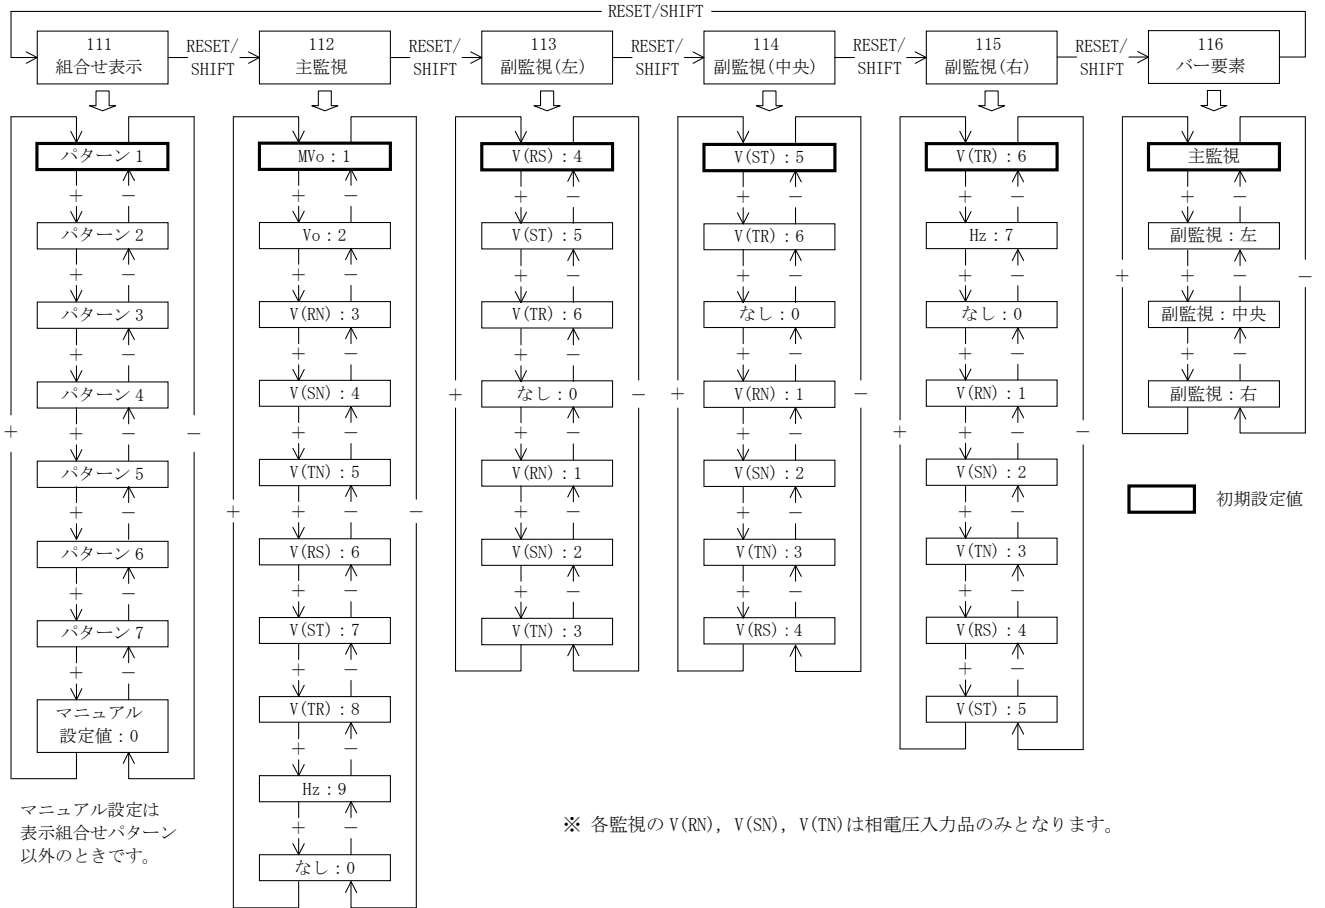 RESET/SHIFT
111
組合せ表示
RESET/
SHIFT
112
主監視
RESET/
SHIFT
113
副監視(左)
RESET/
SHIFT
114
副監視(中央)
RESET/
SHIFT
115
副監視(右)
RESET/
SHIFT
116
バー要素
パターン1
+ −
パターン2
+ −
パターン3
+ −
パターン4
+ −
パターン5
+ −
パターン6
+ −
パターン7
+ −
マニュアル
設定値:0
+ −
マニュアル設定は
表示組合せパターン
以外のときです。
MVo:1
+ −
Vo:2
+ −
V(RN):3
+ −
V(SN):4
+ −
V(TN):5
+ −
V(RS):6
+ −
V(ST):7
+ −
V(TR):8
+ −
Hz:9
+ −
なし:0
+ −
V(RS):4
+ −
V(ST):5
+ −
V(TR):6
+ −
なし:0
+ −
V(RN):1
+ −
V(SN):2
+ −
V(TN):3
+ −
V(ST):5
+ −
V(TR):6
+ −
なし:0
+ −
V(RN):1
+ −
V(SN):2
+ −
V(TN):3
+ −
V(RS):4
+ −
V(TR):6
+ −
Hz:7
+ −
なし:0
+ −
V(RN):1
+ −
V(SN):2
+ −
V(TN):3
+ −
V(RS):4
+ −
V(ST):5
+ −
主監視
+ −
副監視:左
+ −
副監視:中央
+ −
副監視:右
+ −
初期設定値
※ 各監視のV(RN), V(SN), V(TN)は相電圧入力品のみとなります。